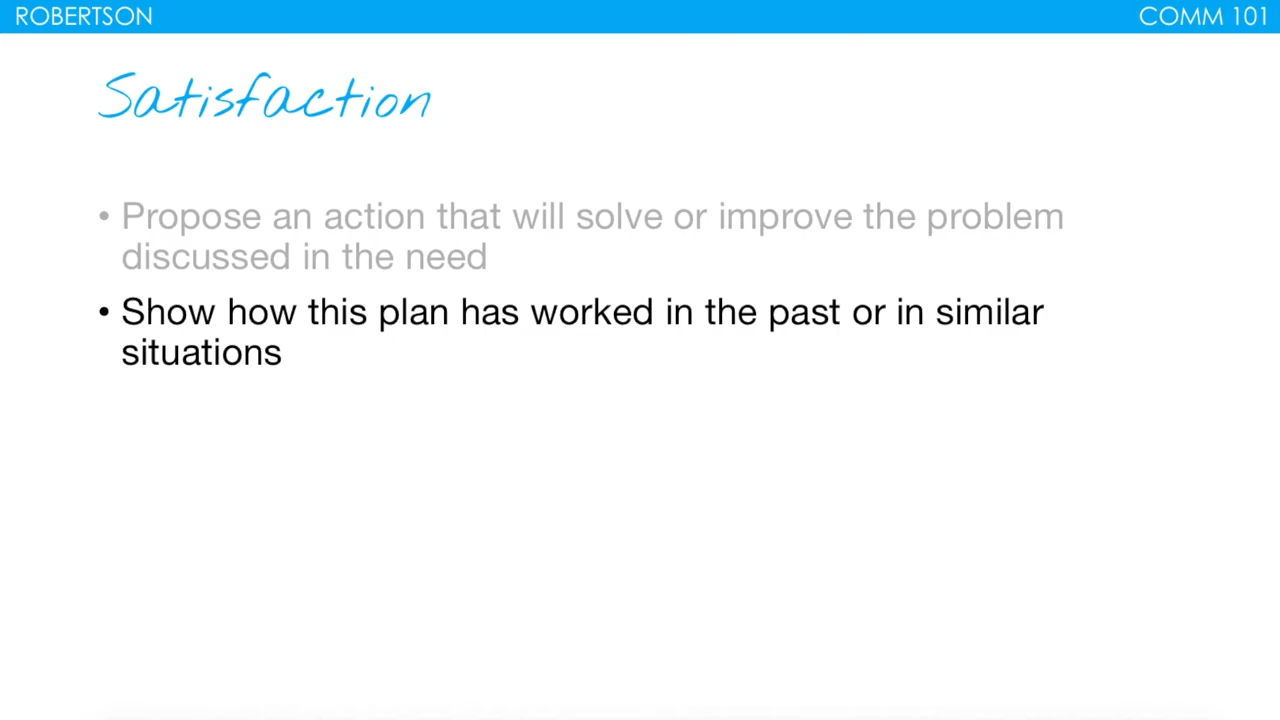 ROBERTSON
COMM 101
Satisfaction
• Propose an action that will solve or improve the problem
discussed in the need
• Show how this plan has worked in the past or in similar
situations